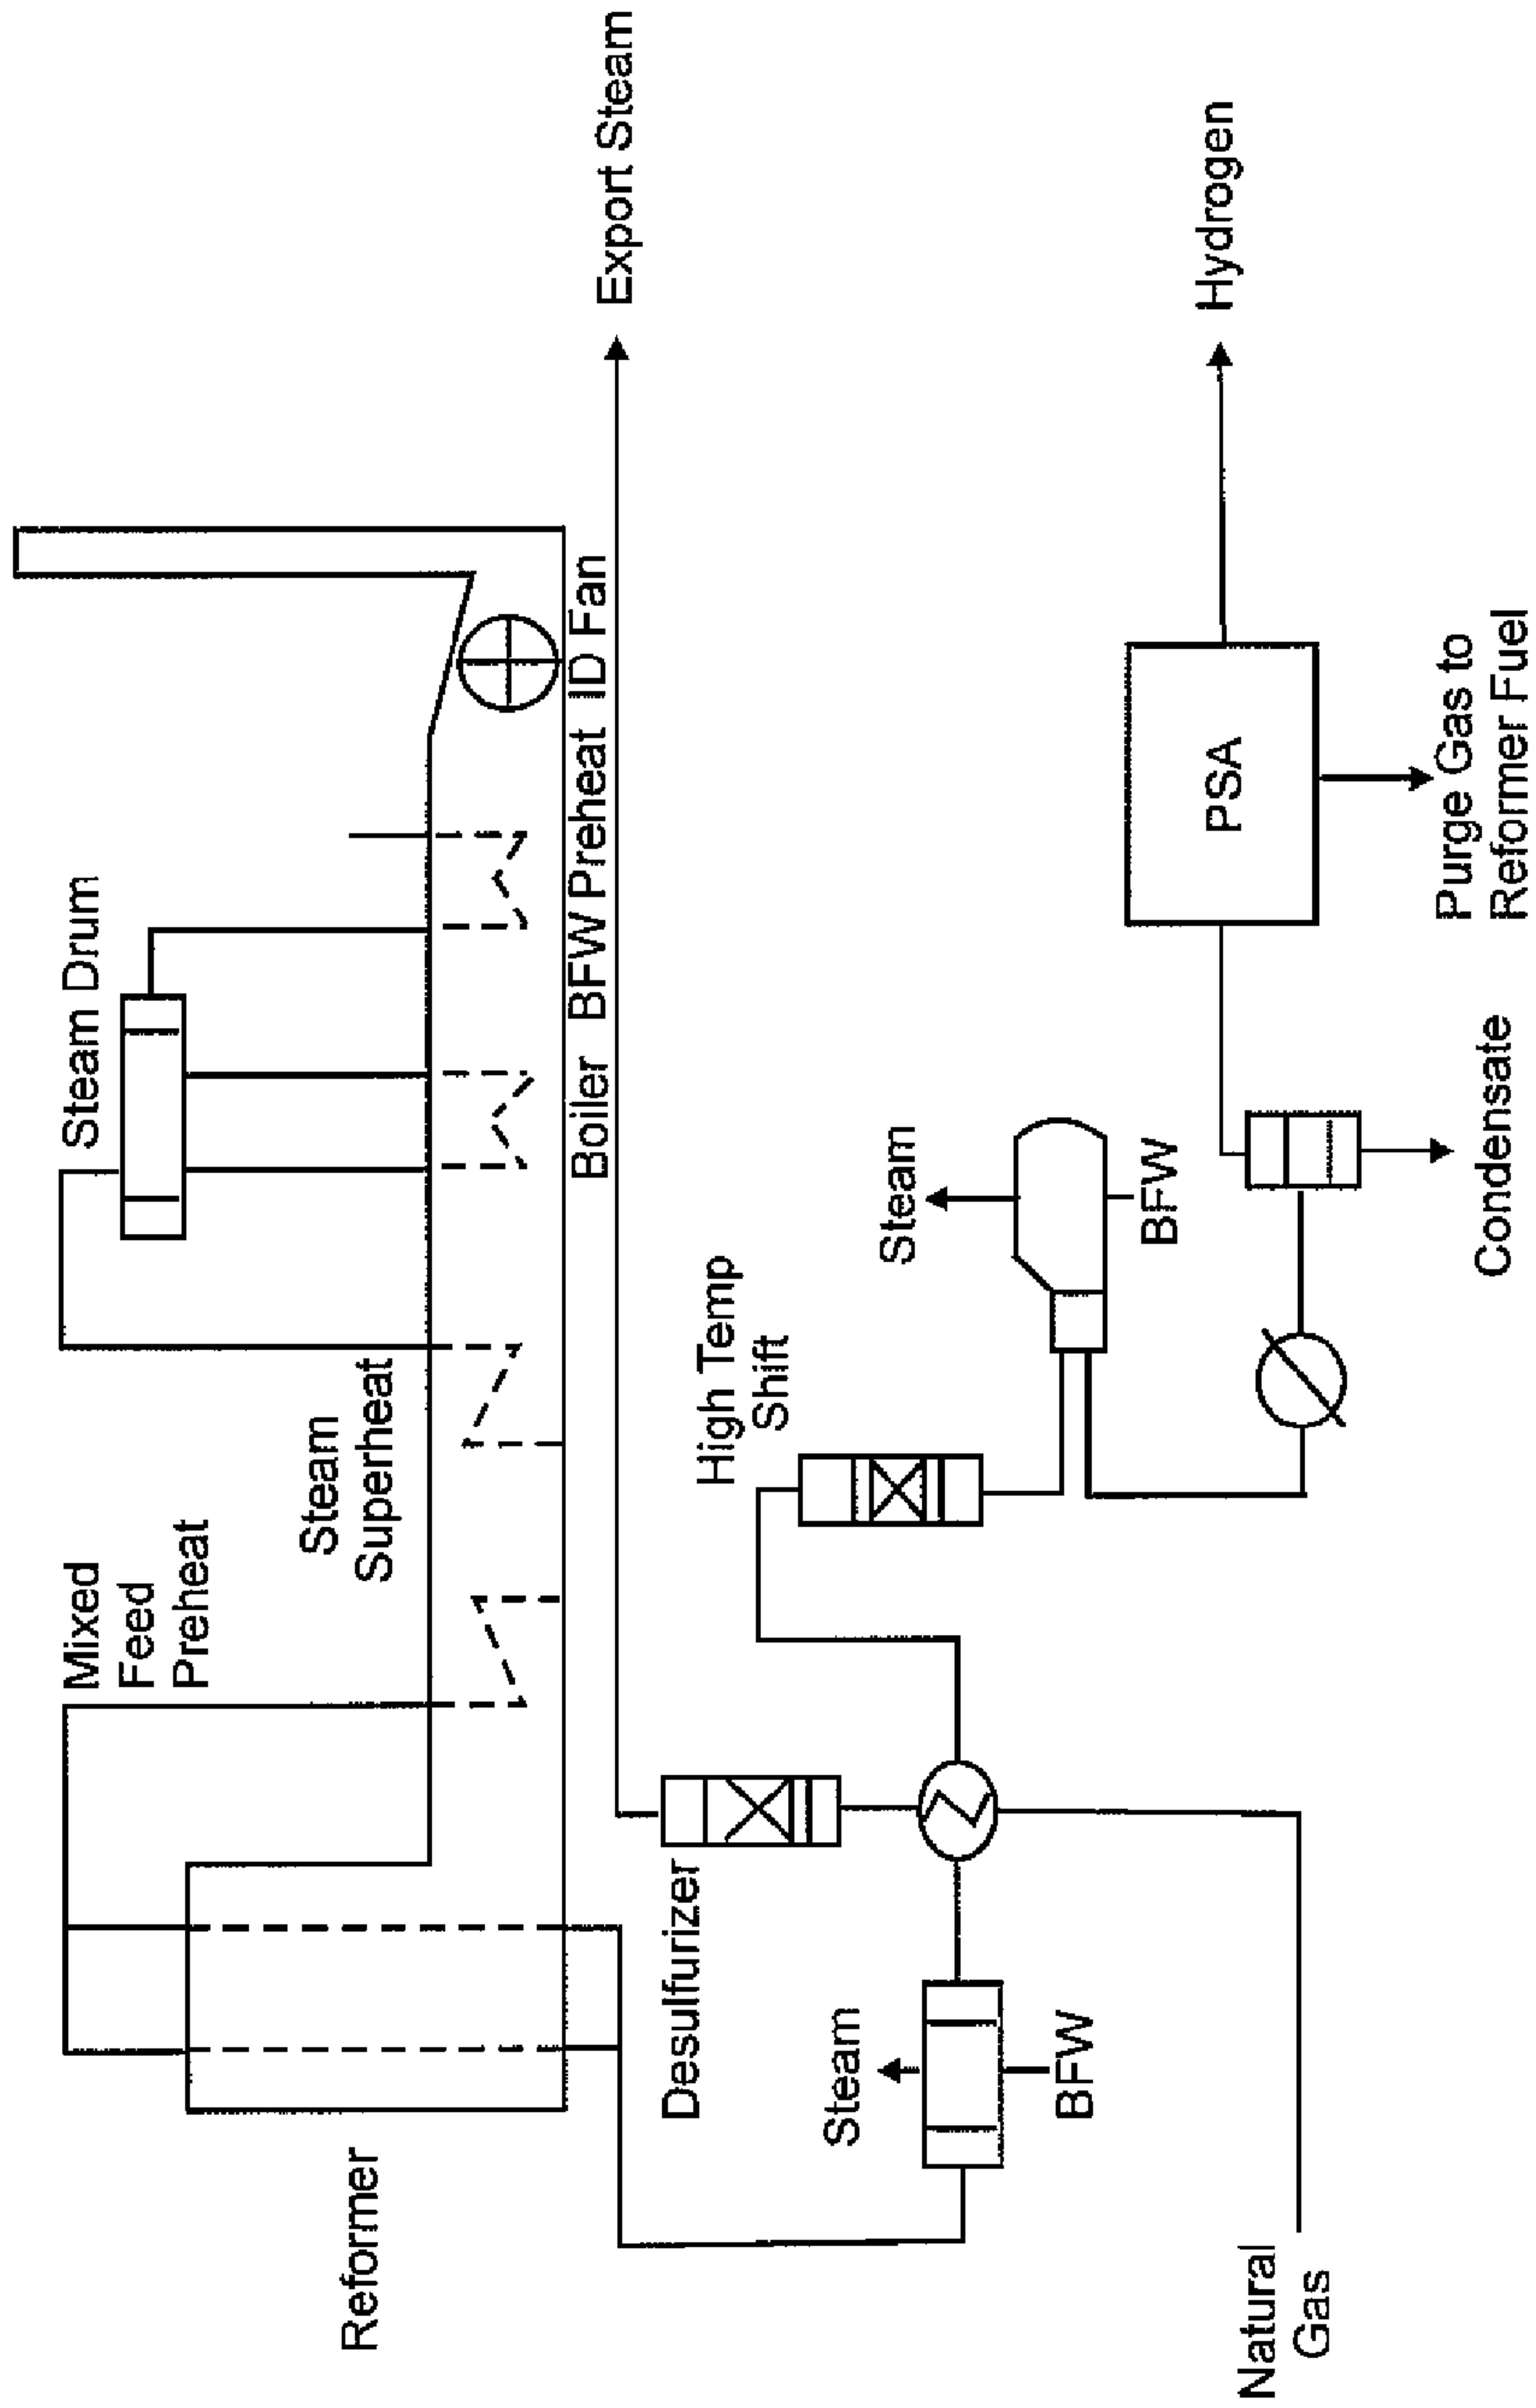 Mixed
Feed
Preheat
Steam Drum
Reformer
Steam
Superheat
Boiler BFW Preheat ID Fan
Export Steam
Desulfurizer
High Temp
Shift
Steam
BFW
Steam
BFW
Natural
Gas
PSA
Hydrogen
Condensate
Purge Gas to
Reformer Fuel